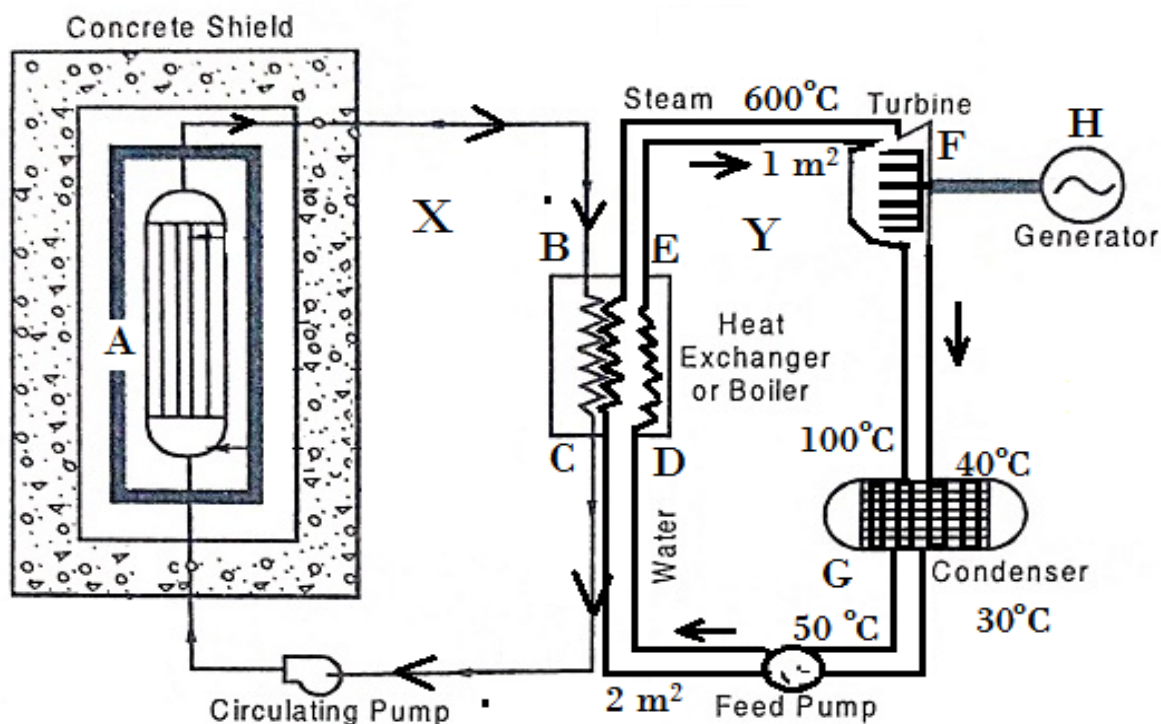 Concrete Shield
Steam 600°C Turbine
H
F
1 m²
X
Y
Generator
B E
A
Heat
Exchanger
or Boiler
C D
100°C
40°C
Water
G
Condenser
50 °C
30°C
2 m²
Feed Pump
Circulating Pump